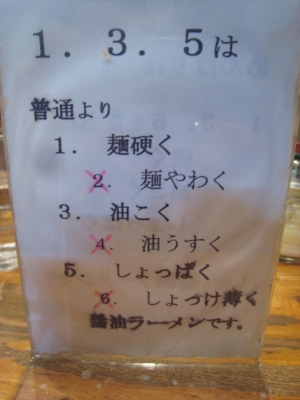 １．３．５は
普通より
１． 麺硬く
２． 麺やわく
３． 油こく
４． 油うすく
５． しょっぱく
６． しょっけ薄く
醤油ラーメンです。